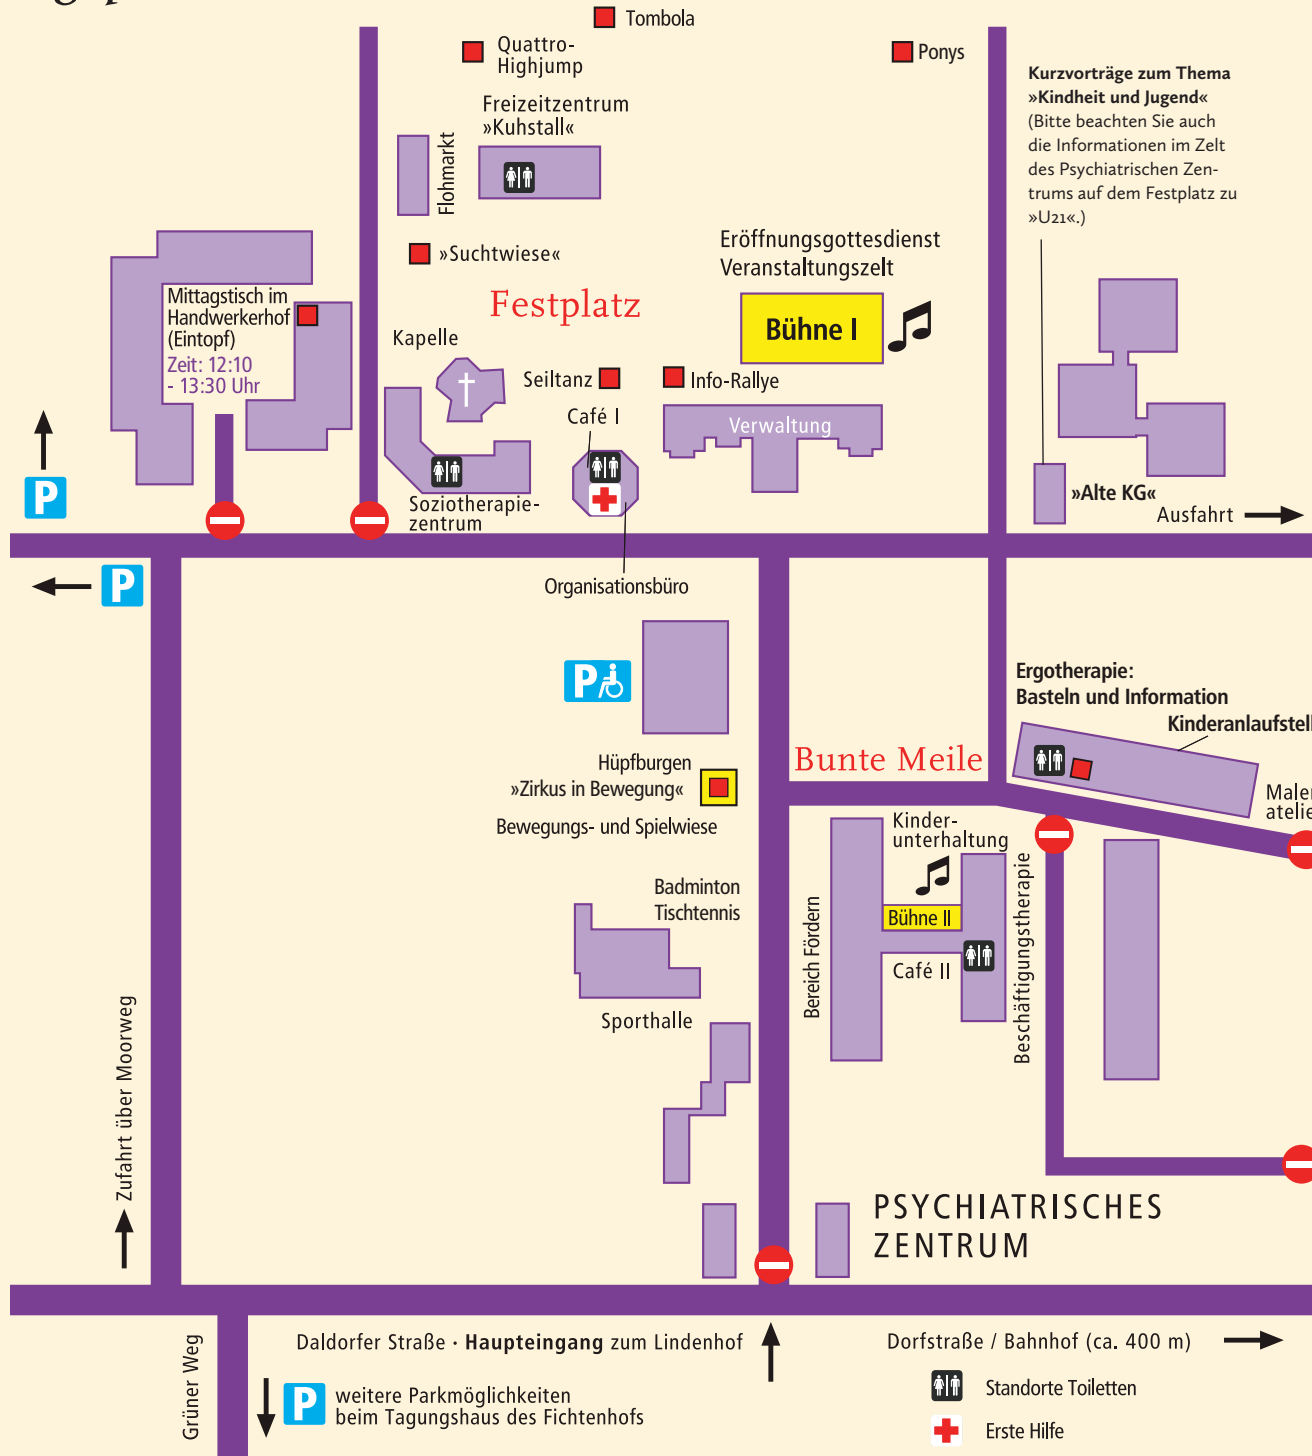 Tombola
Quattro-
Highjump
Ponys
Freizeitzentrum
»Kuhstall«
Flohmarkt
Kurzvorträge zum Thema
»Kindheit und Jugend«
(Bitte beachten Sie auch
die Informationen im Zelt
des Psychiatrischen Zen-
trums auf dem Festplatz zu
»U21«.)
»Suchtwiese«
Eröffnungsgottesdienst
Veranstaltungszelt
Festplatz
Bühne I
Mittagstisch im
Handwerkerhof
(Eintopf)
Zeit: 12:10
- 13:30 Uhr
Kapelle
Seiltanz
Info-Rallye
Café I
Verwaltung
P
Soziotherapie-
zentrum
»Alte KG«
Ausfahrt
P
Organisationsbüro
P
Ergotherapie:
Basteln und Information
Kinderanlaufstell
Bunte Meile
Hüpfburgen
»Zirkus in Bewegung«
Bewegungs- und Spielwiese
Maler
atelie
Kinder-
unterhaltung
Badminton
Tischtennis
Bühne II
Bereich Fördern
Café II
Beschäftigungstherapie
Sporthalle
Zufahrt über Moorweg
PSYCHIATRISCHES
ZENTRUM
Grüner Weg
Daldorfer Straße · Haupteingang zum Lindenhof
Dorfstraße / Bahnhof (ca. 400 m)
P
weitere Parkmöglichkeiten
beim Tagungshaus des Fichtenhofs
Standorte Toiletten
Erste Hilfe